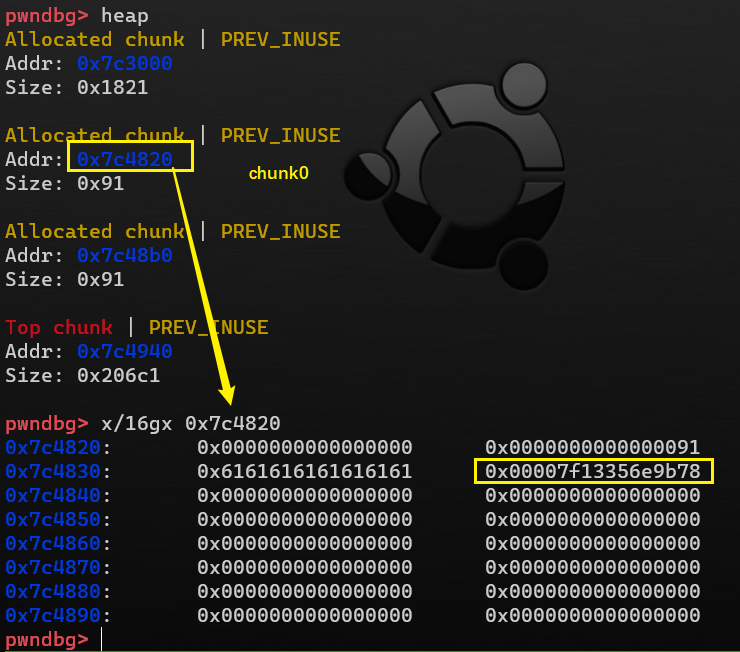 pwndbg> heap
Allocated chunk | PREV_INUSE
Addr: 0x7c3000
Size: 0x1821
Allocated chunk | PREV_INUSE
Addr: 0x7c4820
chunk0
Size: 0x91
Allocated chunk | PREV_INUSE
Addr: 0x7c48b0
Size: 0x91
Top chunk | PREV_INUSE
Addr: 0x7c4940
Size: 0x206c1
pwndbg> x/16gx 0x7c4820
0x7c4820: 0x0000000000000000 0x0000000000000091
0x7c4830: 0x6161616161616161 0x00007f13356e9b78
0x7c4840: 0x0000000000000000 0x0000000000000000
0x7c4850: 0x0000000000000000 0x0000000000000000
0x7c4860: 0x0000000000000000 0x0000000000000000
0x7c4870: 0x0000000000000000 0x0000000000000000
0x7c4880: 0x0000000000000000 0x0000000000000000
0x7c4890: 0x0000000000000000 0x0000000000000000
pwndbg>